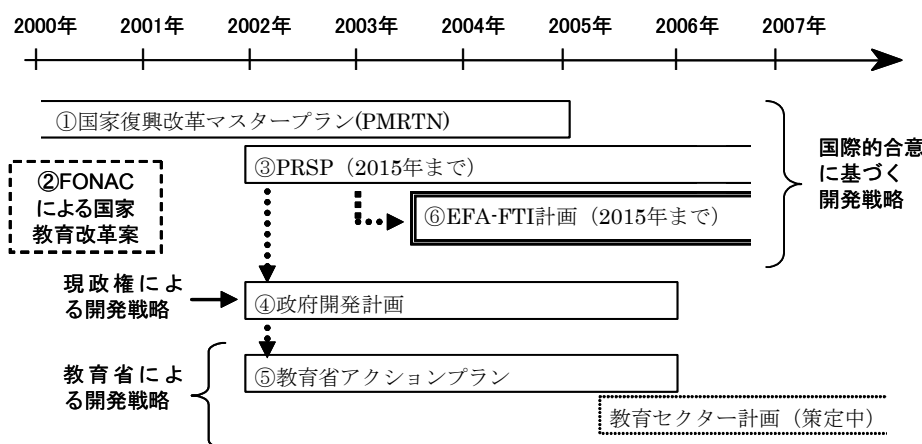 2000年 2001年 2002年 2003年 2004年 2005年 2006年 2007年
①国家復興改革マスタープラン(PMRTN)
②FONAC
による国家
教育改革案
③PRSP（2015年まで）
⑥EFA-FTI計画（2015年まで）
国際的合意
に基づく
開発戦略
現政権によ
る開発戦略
④政府開発計画
教育省によ
る開発戦略
⑤教育省アクションプラン
教育セクター計画（策定中）